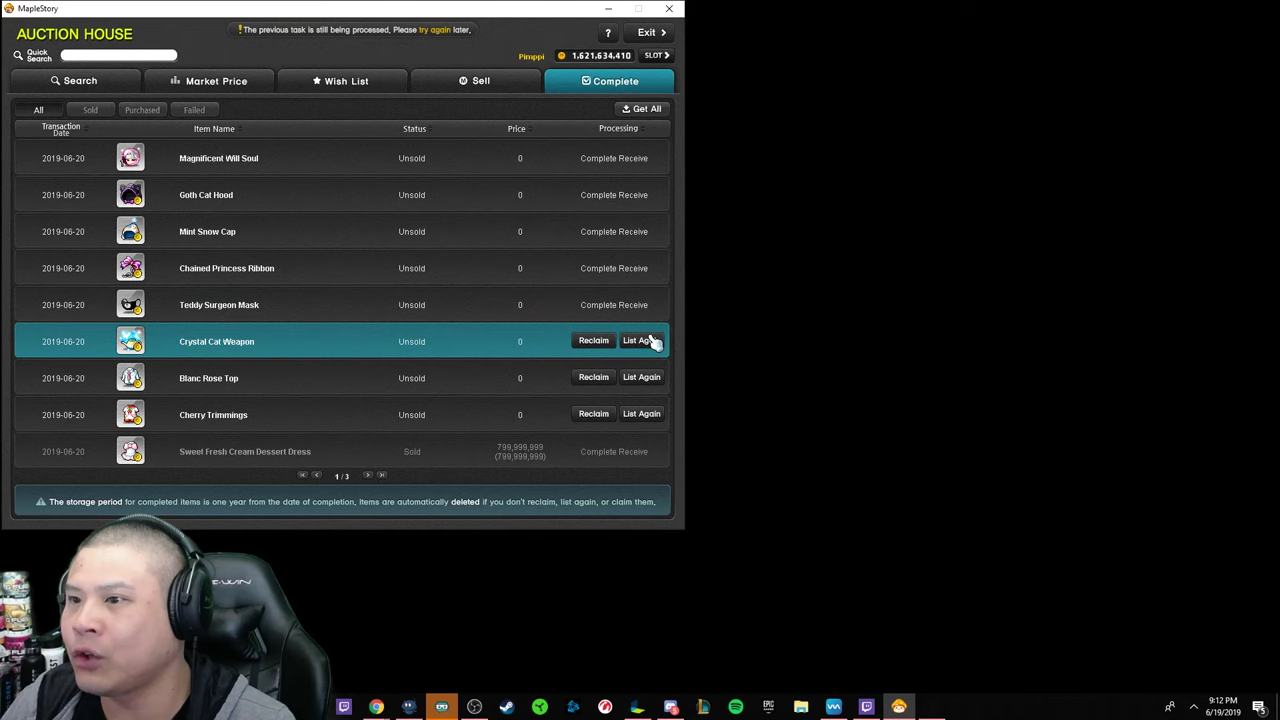 MapleStory
AUCTION HOUSE
The previous task is still being processed. Please try again later.
? Exit
Quick Search
Pimppi 1,621,634,410 SLOT
Search Market Price Wish List Sell Complete
All Sold Purchased Failed Get All
Transaction Date Item Name Status Price Processing
2019-06-20 Magnificent Will Soul Unsold 0 Complete Receive
2019-06-20 Goth Cat Hood Unsold 0 Complete Receive
2019-06-20 Mint Snow Cap Unsold 0 Complete Receive
2019-06-20 Chained Princess Ribbon Unsold 0 Complete Receive
2019-06-20 Teddy Surgeon Mask Unsold 0 Complete Receive
2019-06-20 Crystal Cat Weapon Unsold 0 Reclaim List
2019-06-20 Blanc Rose Top Unsold 0 Reclaim List Again
2019-06-20 Cherry Trimmings Unsold 0 Reclaim List Again
2019-06-20 Sweet Fresh Cream Dessert Dress Sold 799,999,999 (799,999,999) Complete Receive
1 / 3
The storage period for completed items is one year from the date of completion. Items are automatically deleted if you don't reclaim, list again, or claim them.
9:12 PM
6/19/2019